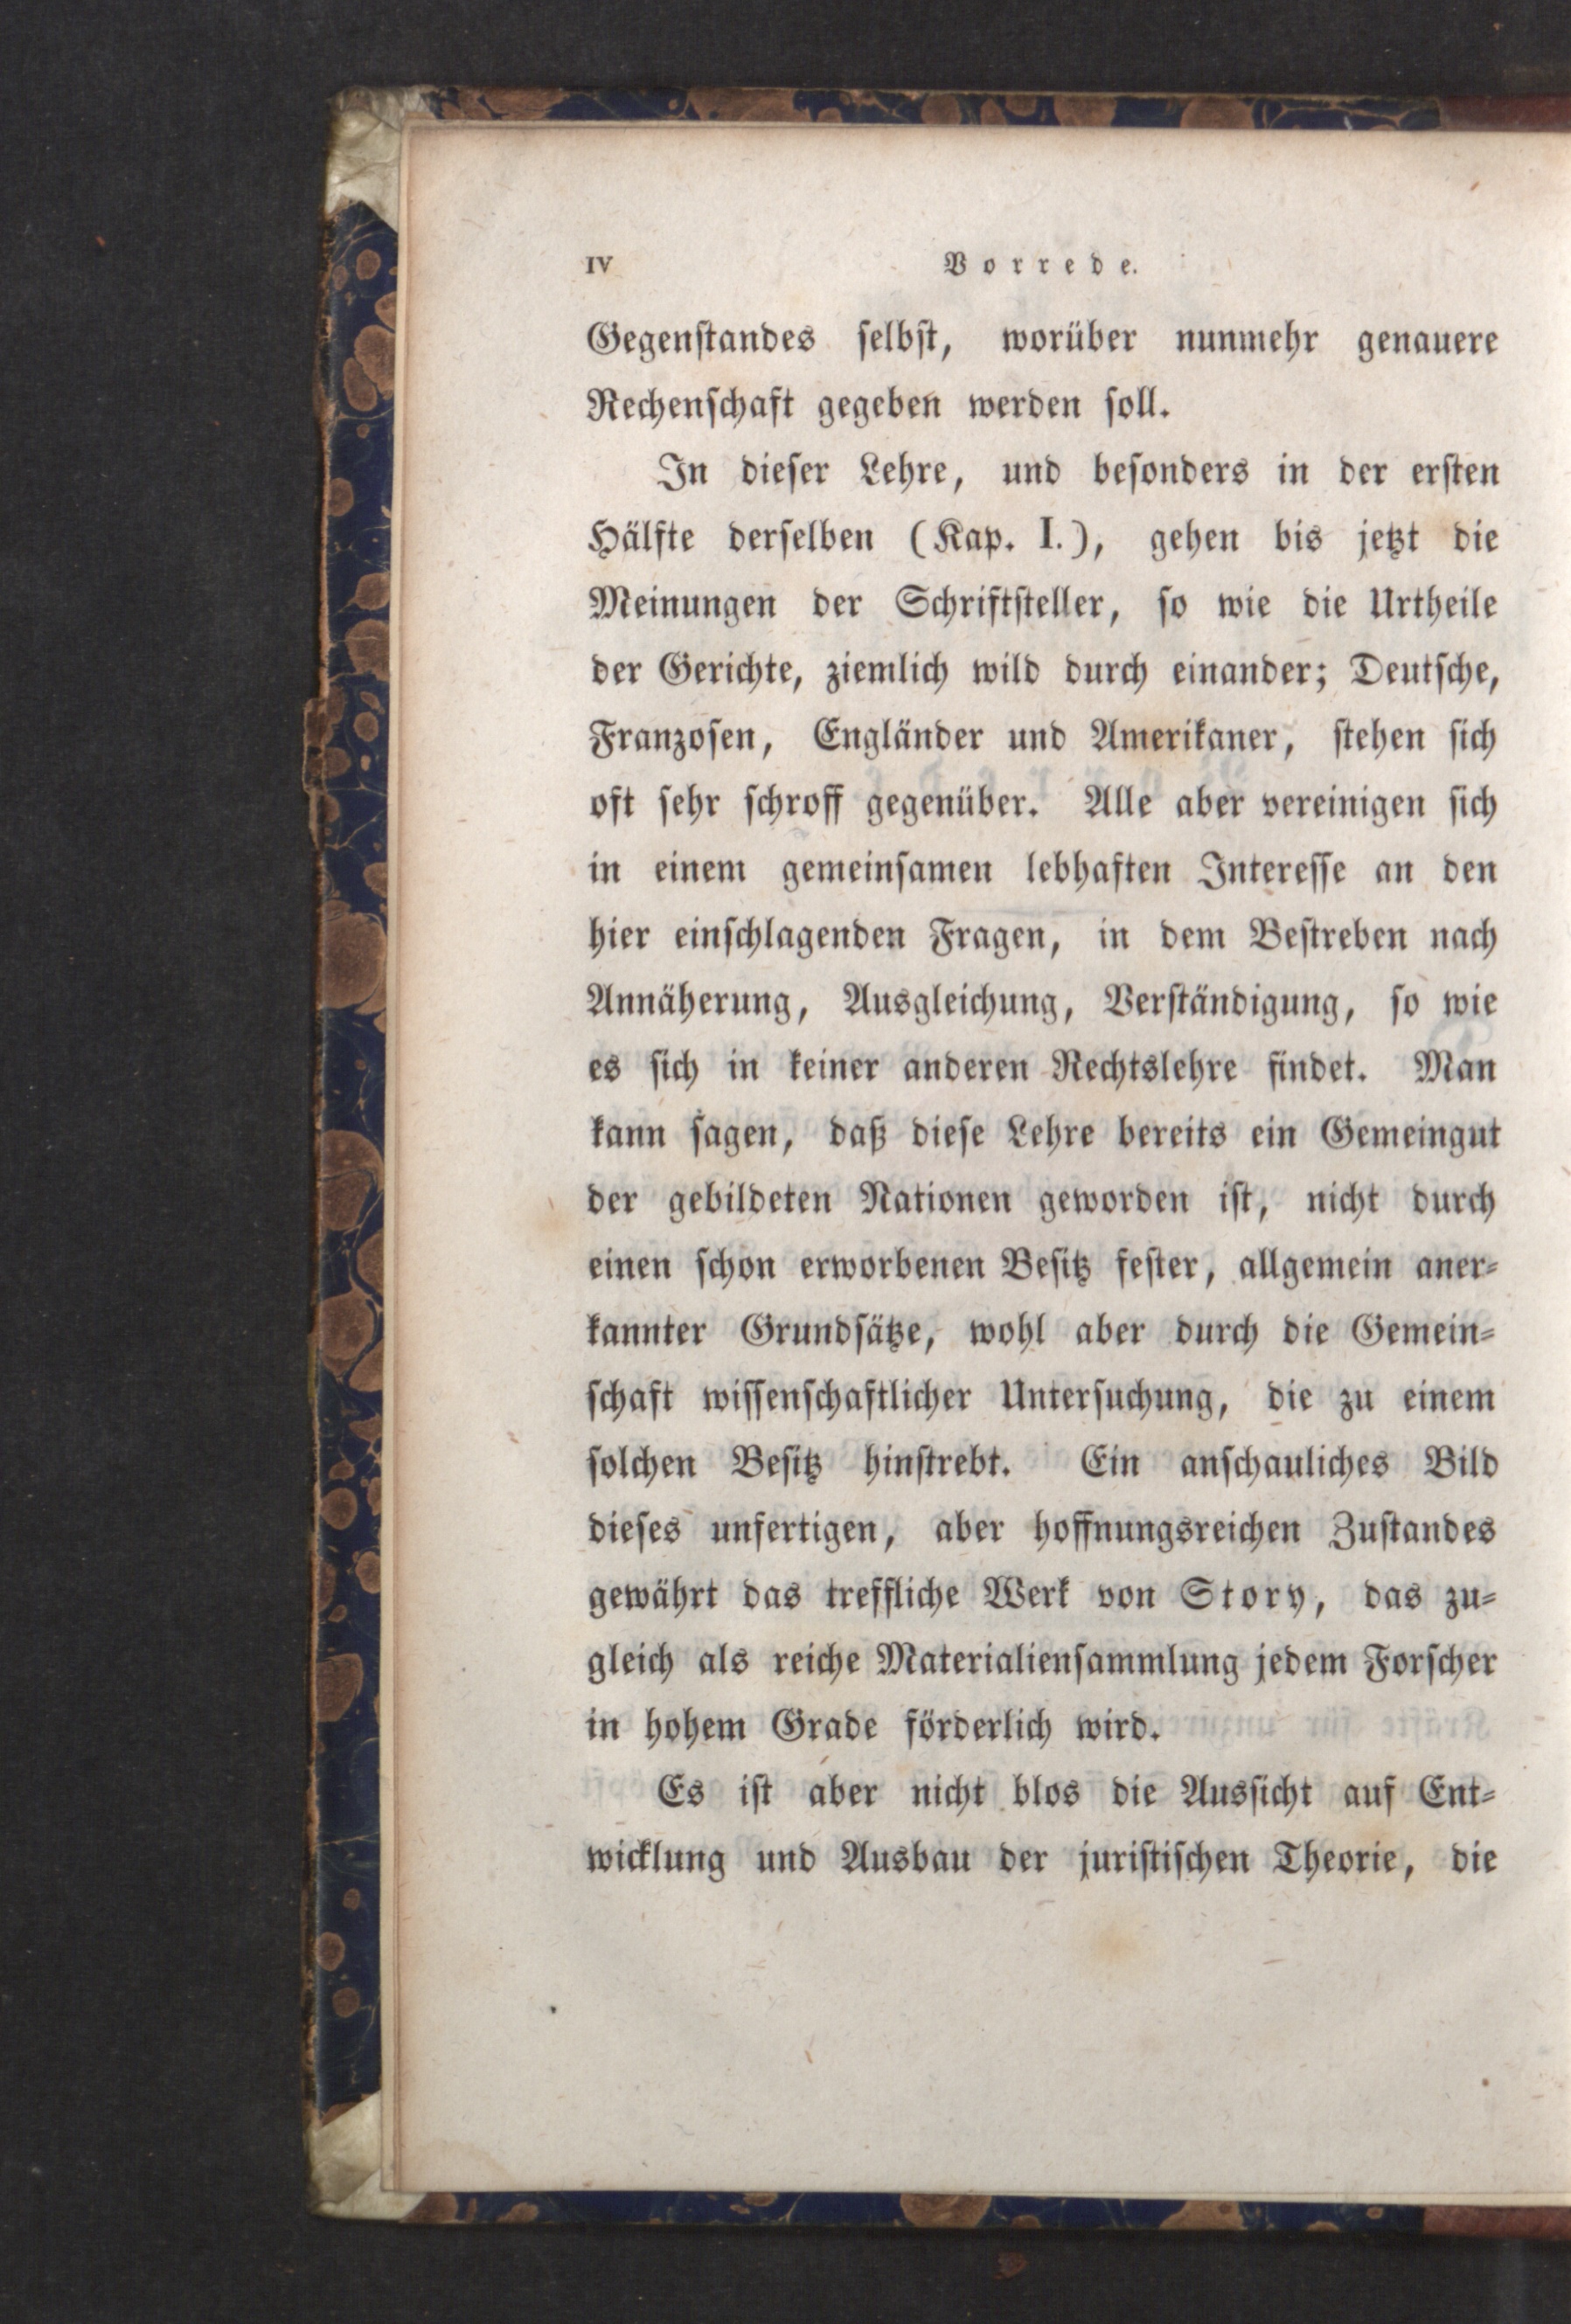 IV Vorrede.
Gegenſtandes ſelbſt, worüber nunmehr genauere
Rechenſchaft gegeben werden ſoll.
In dieſer Lehre, und beſonders in der erſten
Hälfte derſelben (Kap. I.), gehen bis jetzt die
Meinungen der Schriftſteller, ſo wie die Urtheile
der Gerichte, ziemlich wild durch einander; Deutſche,
Franzoſen, Engländer und Amerikaner, ſtehen ſich
oft ſehr ſchroff gegenüber. Alle aber vereinigen ſich
in einem gemeinſamen lebhaften Intereſſe an den
hier einſchlagenden Fragen, in dem Beſtreben nach
Annäherung, Ausgleichung, Verſtändigung, ſo wie
es ſich in keiner anderen Rechtslehre findet. Man
kann ſagen, daß dieſe Lehre bereits ein Gemeingut
der gebildeten Nationen geworden iſt, nicht durch
einen ſchon erworbenen Beſitz feſter, allgemein aner⸗
kannter Grundſätze, wohl aber durch die Gemein⸗
ſchaft wiſſenſchaftlicher Unterſuchung, die zu einem
ſolchen Beſitz hinſtrebt. Ein anſchauliches Bild
dieſes unfertigen, aber hoffnungsreichen Zuſtandes
gewährt das treffliche Werk von Story, das zu⸗
gleich als reiche Materialienſammlung jedem Forſcher
in hohem Grade förderlich wird.
Es iſt aber nicht blos die Ausſicht auf Ent⸗
wicklung und Ausbau der juriſtiſchen Theorie, die